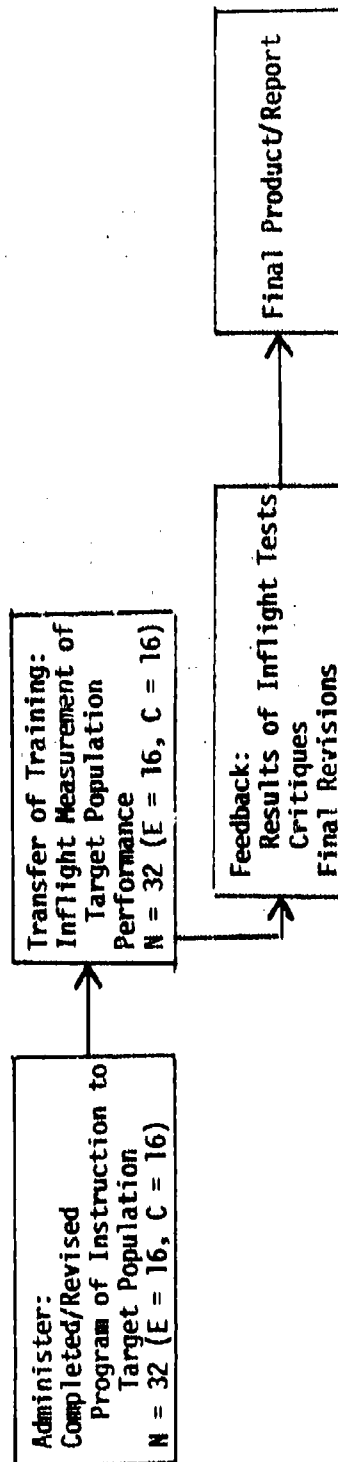 Administer:
Completed/Revised
Program of Instruction to
Target Population
N = 32 (E = 16, C = 16)
Transfer of Training:
Inflight Measurement of
Target Population
Performance
N = 32 (E = 16, C = 16)
Feedback:
Results of Inflight Tests
Critiques
Final Revisions
Final Product/Report